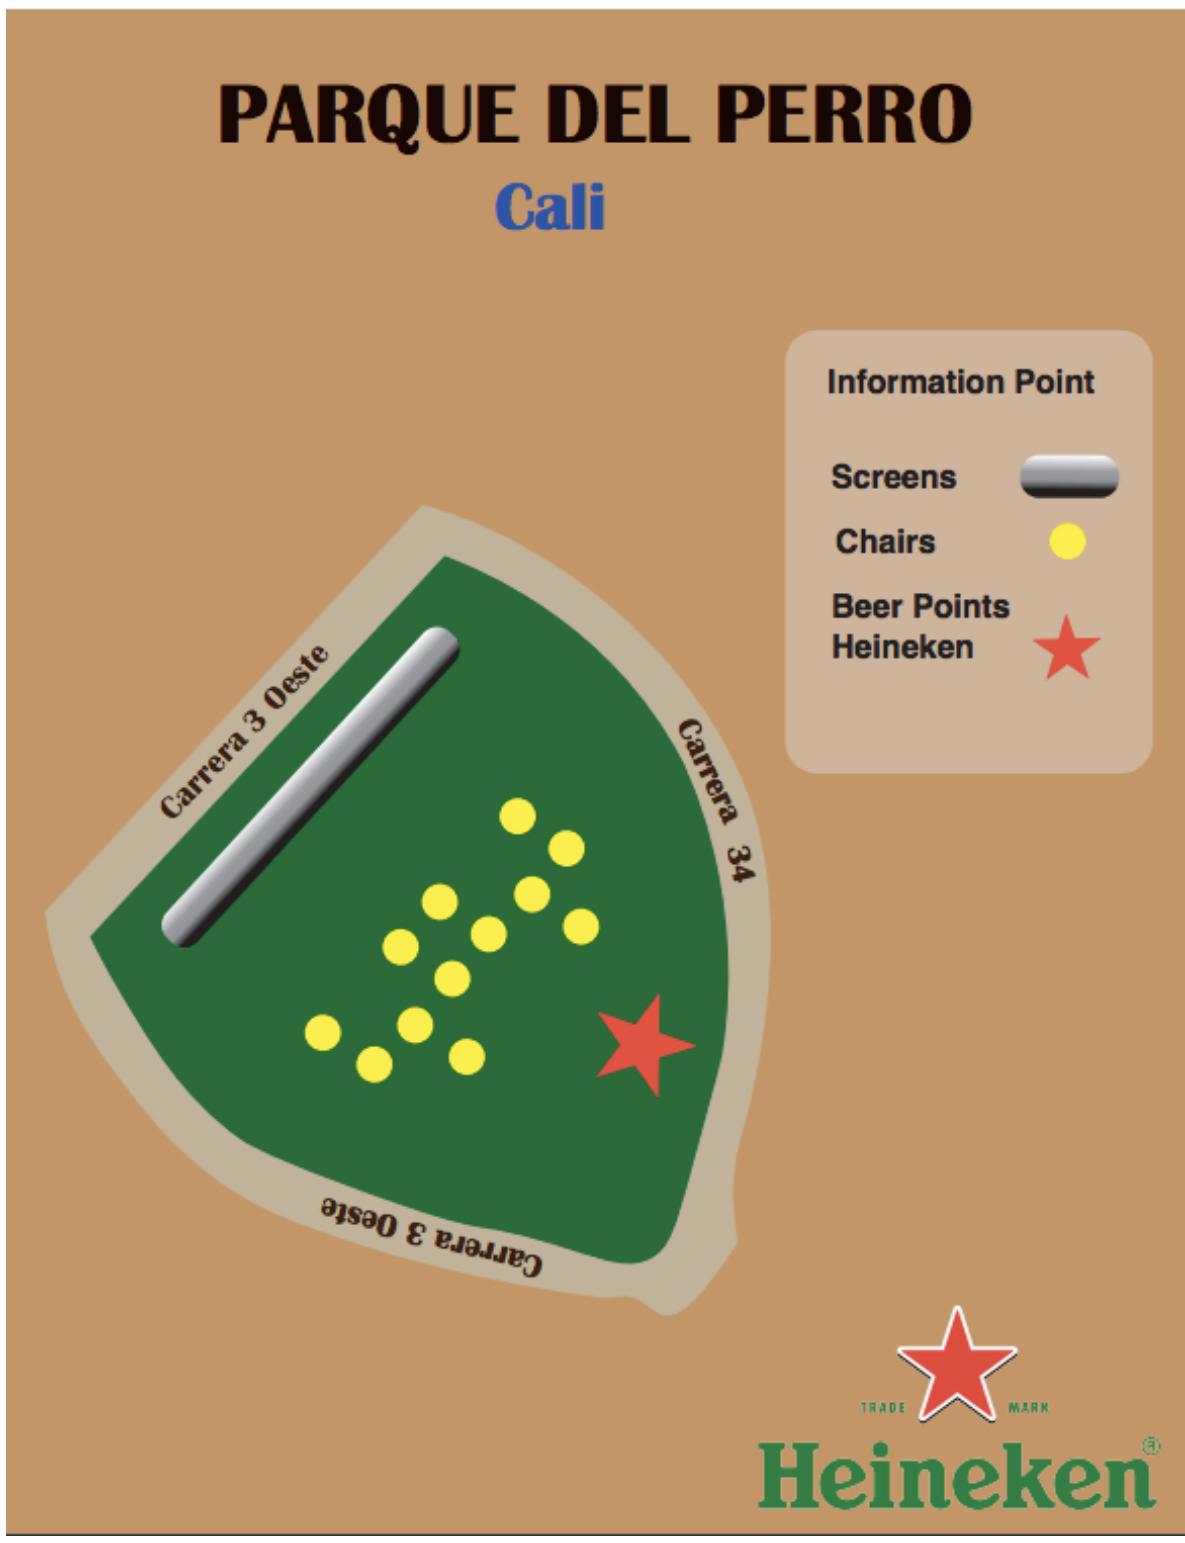 PARQUE DEL PERRO
Cali
Information Point
Screens
Chairs
Beer Points
Heineken
Carrera 3 Oeste
Carrera 34
Carrera 3 Oeste
TRADE MARK
Heineken®